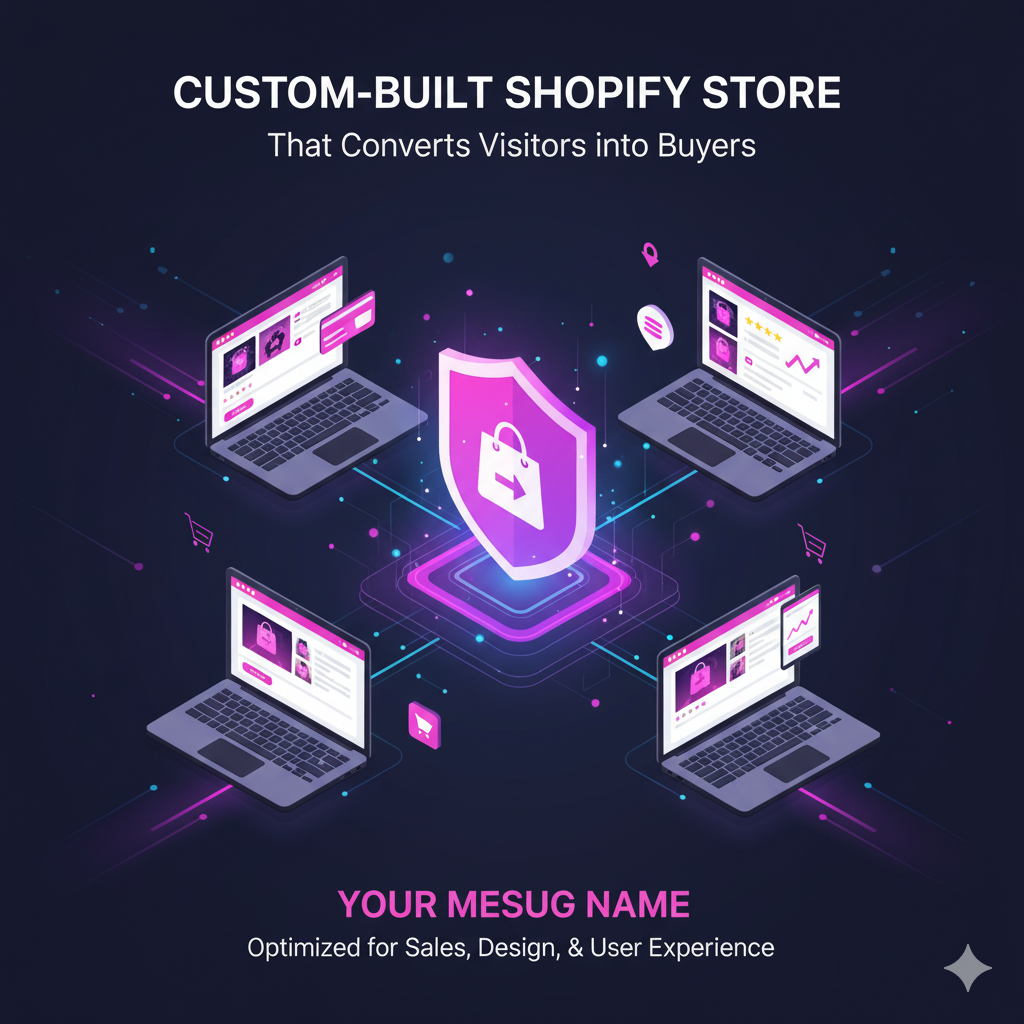 CUSTOM-BUILT SHOPIFY STORE
That Converts Visitors into Buyers
YOUR MESUG NAME
Optimized for Sales, Design, & User Experience